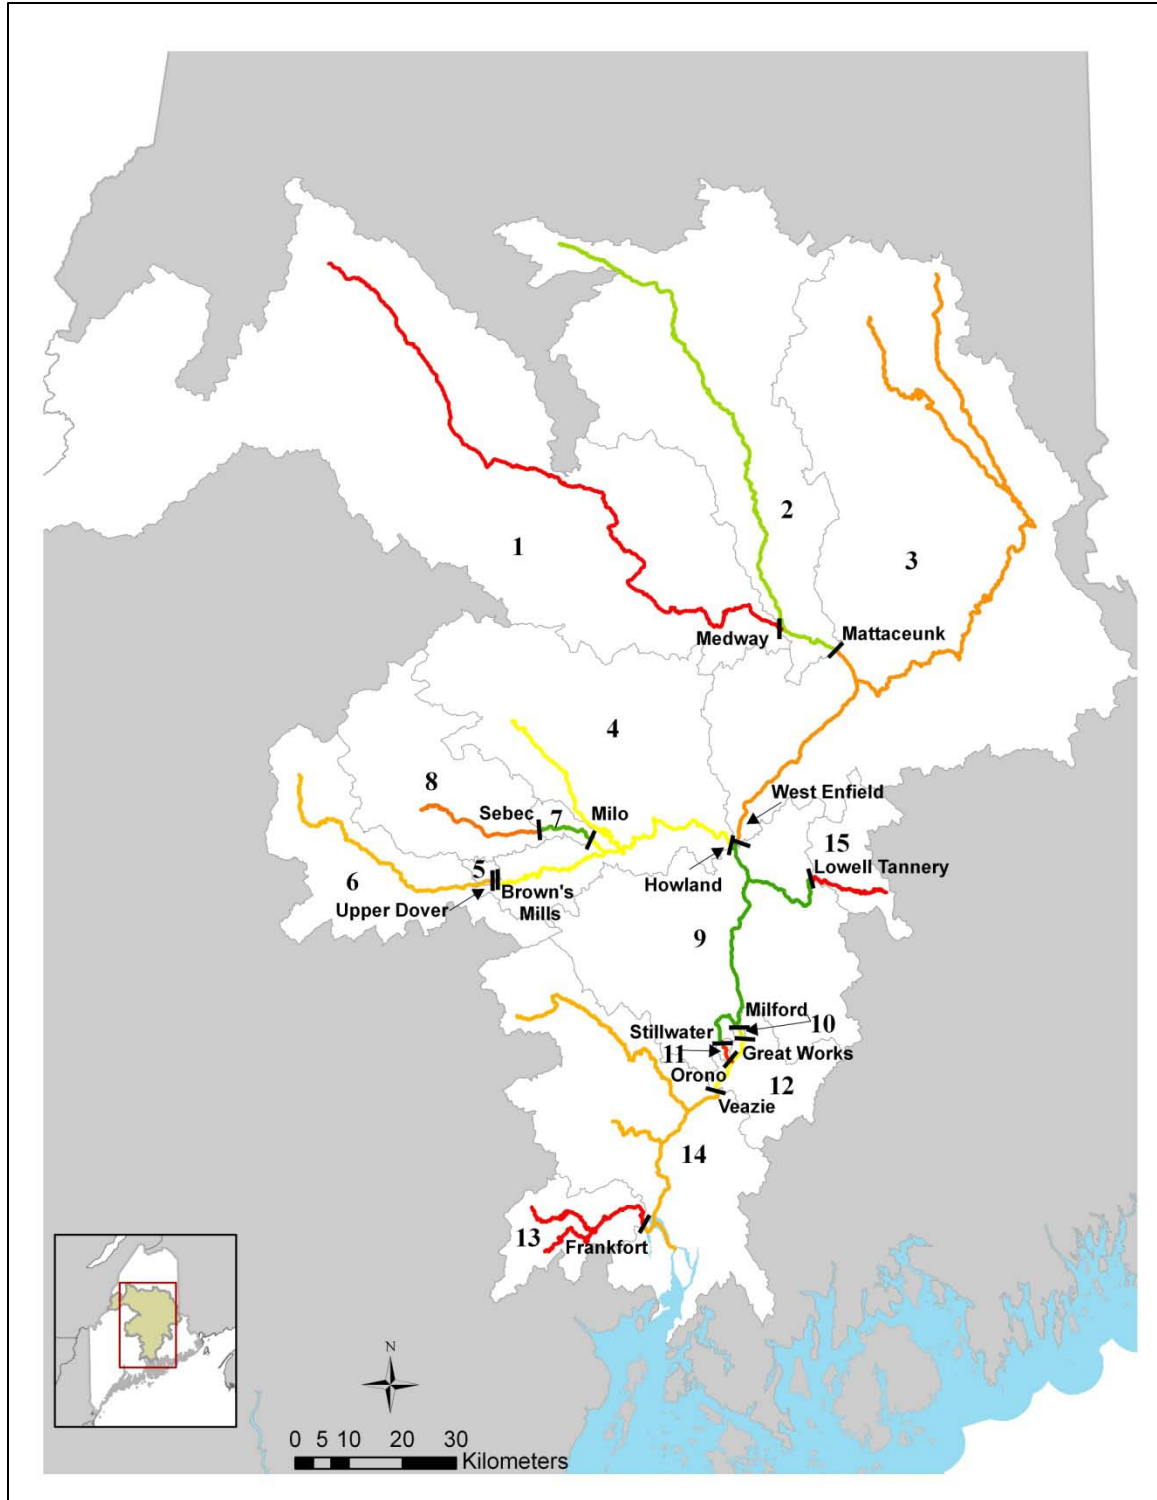 2
1
3
Medway
Mattaceunk
4
8
West Enfield
Sebec
7
Milo
15
Lowell Tannery
6
5
Howland
Brown's
Mills
Upper Dover
9
Milford
10
Stillwater
11
Great Works
Orono
12
Veazie
14
13
Frankfort
N
0 5 10 20 30
Kilometers